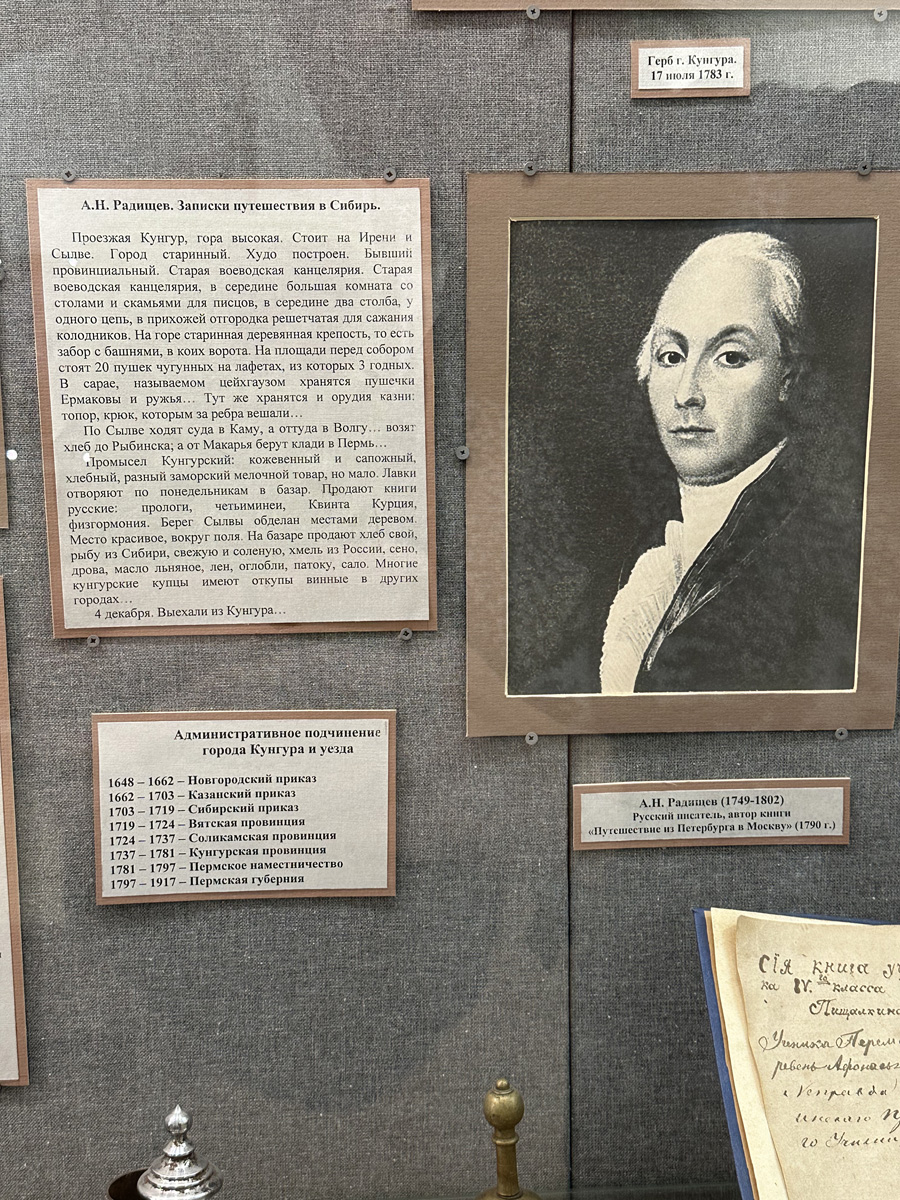 Герб г. Кунгура.
17 июля 1783 г.
А.Н. Радищев. Записки путешествия в Сибирь.
Проезжая Кунгур, гора высокая. Стоит на Ирени и
Сылве. Город старинный. Худо построен. Бывший
провинциальный. Старая воеводская канцелярия. Старая
воеводская канцелярия, в середине большая комната со
столами и скамьями для писцов, в середине два столба, у
одного цепь, в прихожей отгородка решетчатая для сажания
колодников. На горе старинная деревянная крепость, то есть
забор с башнями, в коих ворота. На площади перед собором
стоят 20 пушек чугунных на лафетах, из которых 3 годных.
В сарае, называемом цейхгаузом хранятся пушечки
Ермаковы и ружья… Тут же хранятся и орудия казни:
топор, крюк, которым за ребра вешали…
По Сылве ходят суда в Каму, а оттуда в Волгу… возят
хлеб до Рыбинска; а от Макарья берут клади в Пермь…
Промысел Кунгурский: кожевенный и сапожный,
хлебный, разный заморский мелочной товар, но мало. Лавки
отворяют по понедельникам в базар. Продают книги
русские: прологи, четьиминеи, Квинта Курция,
физгормония. Берег Сылвы обделан местами деревом.
Место красивое, вокруг поля. На базаре продают хлеб свой,
рыбу из Сибири, свежую и соленую, хмель из России, сено,
дрова, масло льняное, лен, оглобли, патоку, сало. Многие
кунгурские купцы имеют откупы винные в других
городах…
4 декабря. Выехали из Кунгура…
Административное подчинение
города Кунгура и уезда
1648 – 1662 – Новгородский приказ
1662 – 1703 – Казанский приказ
1703 – 1719 – Сибирский приказ
1719 – 1724 – Вятская провинция
1724 – 1737 – Соликамская провинция
1737 – 1781 – Кунгурская провинция
1781 – 1797 – Пермское наместничество
1797 – 1917 – Пермская губерния
А.Н. Радищев (1749-1802)
Русский писатель, автор книги
«Путешествие из Петербурга в Москву» (1790 г.)
Сія книга
ка IV.го класса
Ученика